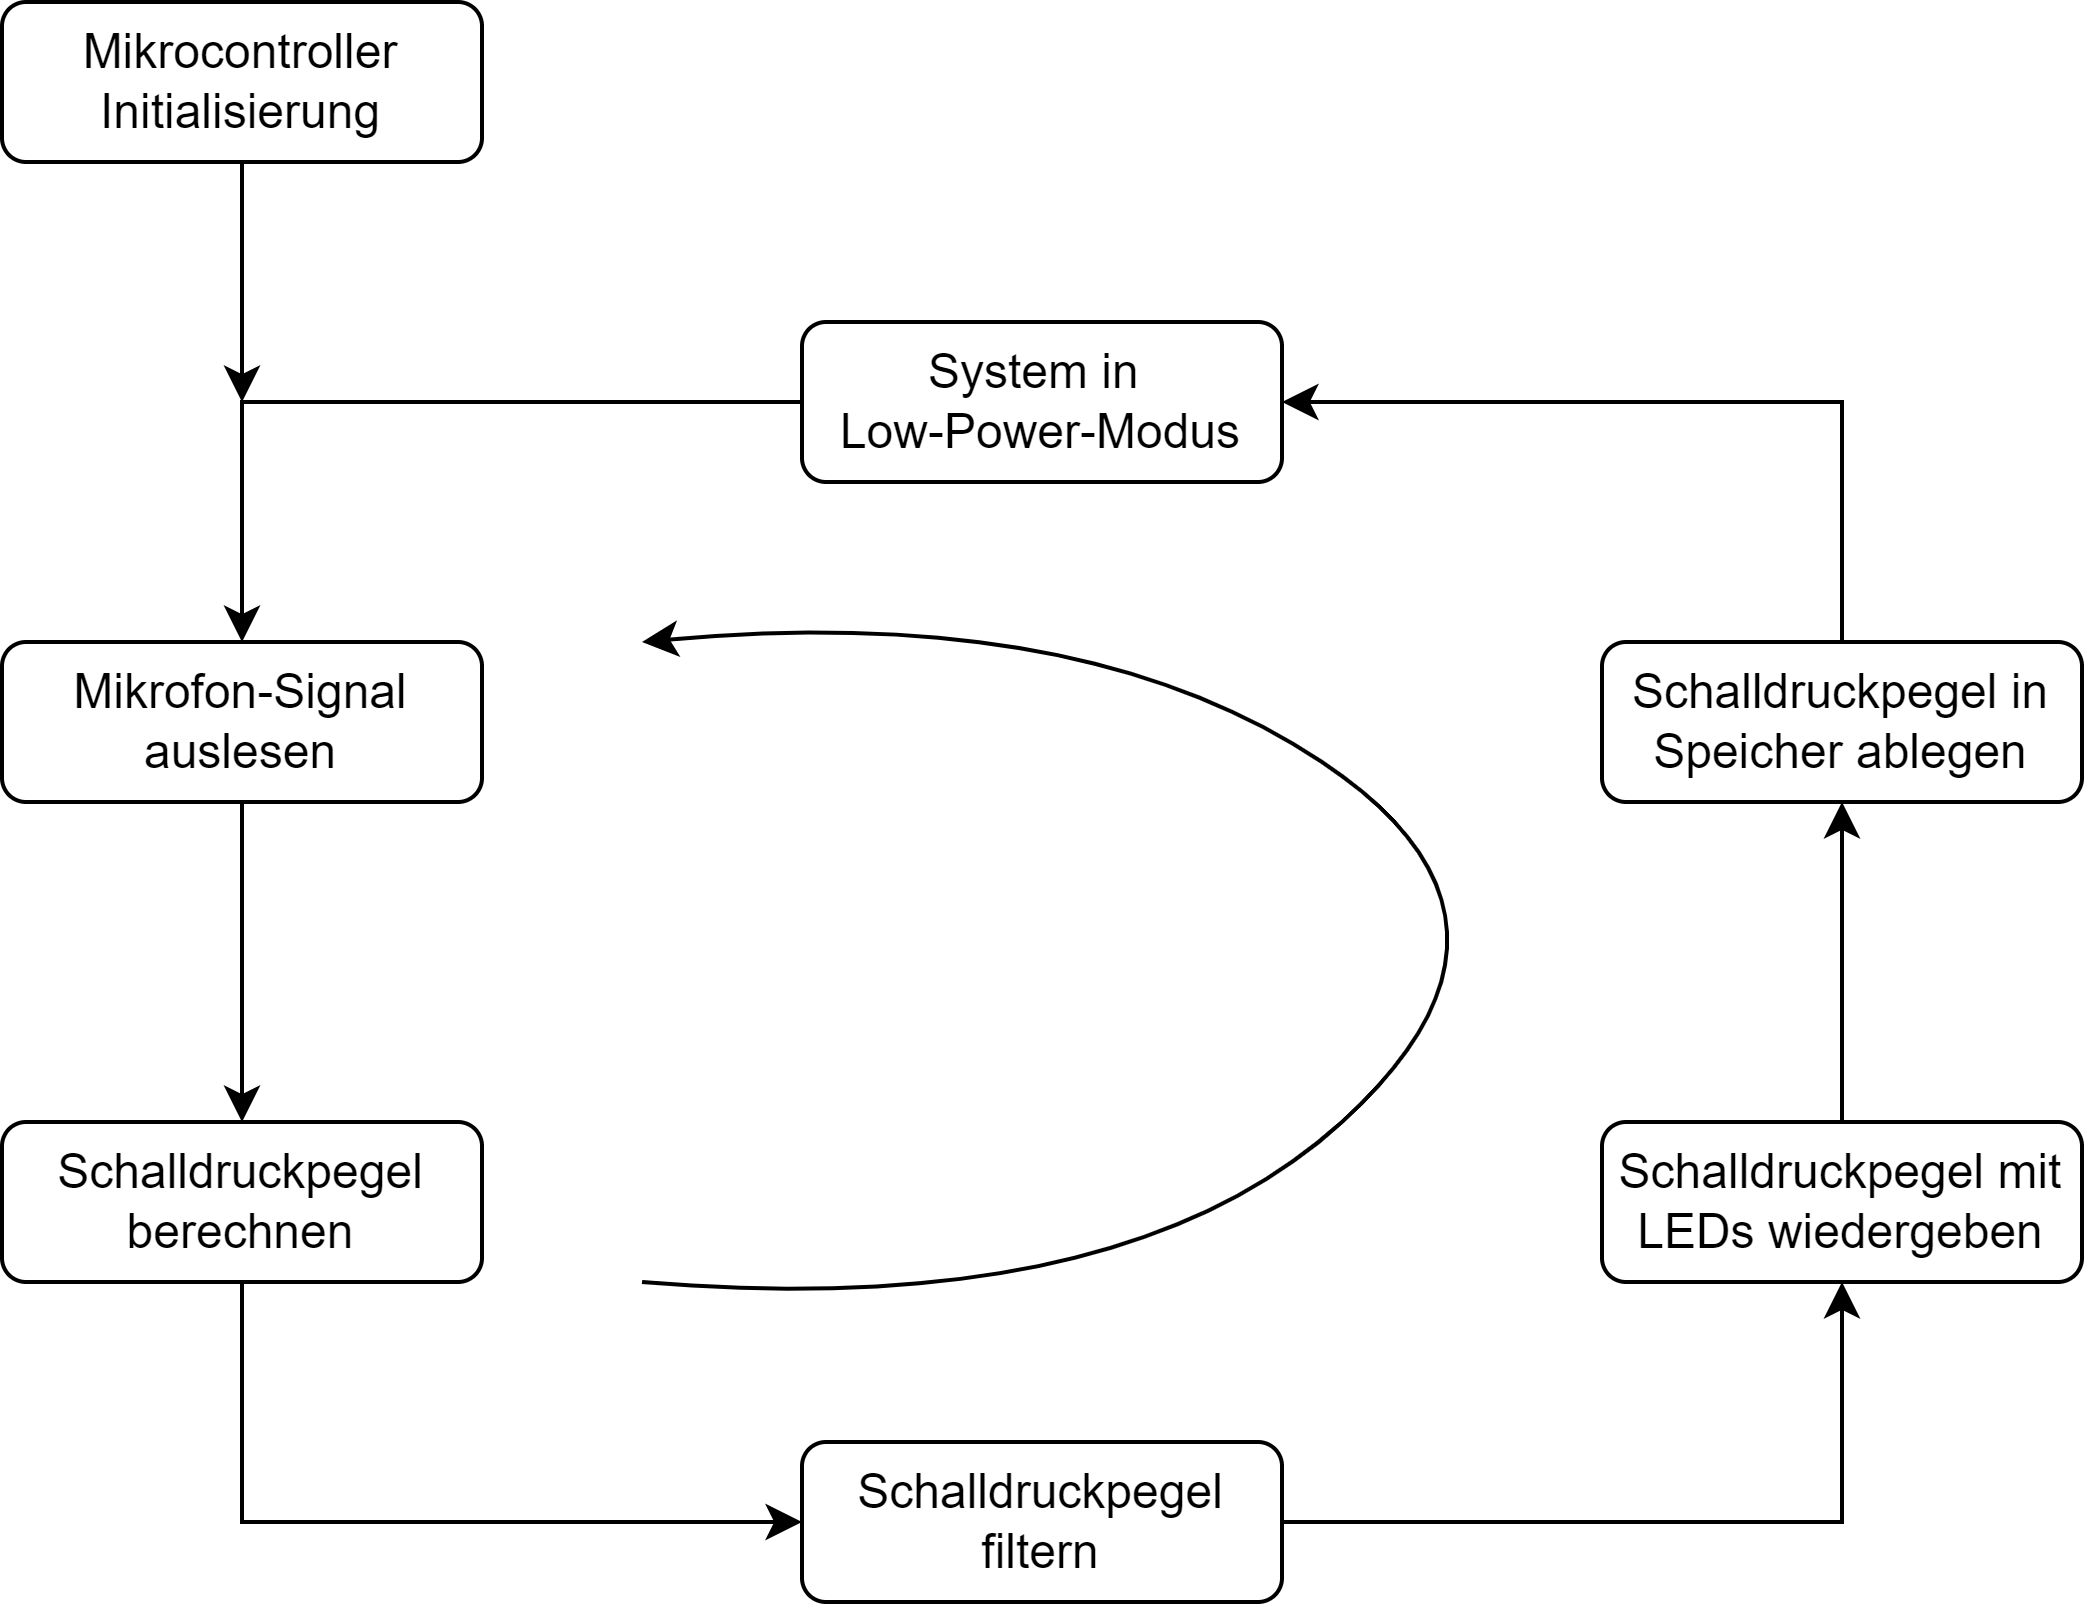 Mikrocontroller
Initialisierung
System in
Low-Power-Modus
Mikrofon-Signal
auslesen
Schalldruckpegel in
Speicher ablegen
Schalldruckpegel
berechnen
Schalldruckpegel mit
LEDs wiedergeben
Schalldruckpegel
filtern